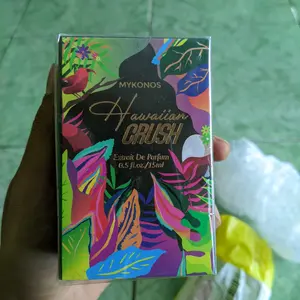 MYKONOS
Hawaiian
CRUSH
Extrait De Parfum
0.5 fl.oz./15ml